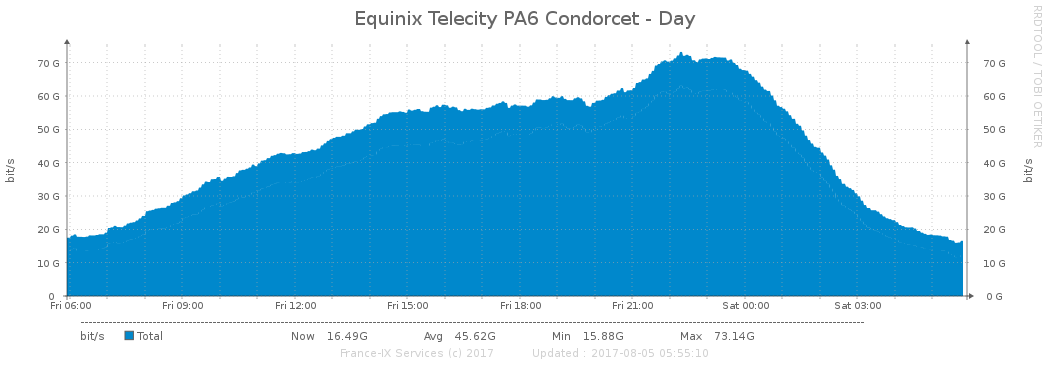 Equinix Telecity PA6 Condorcet - Day
RRDTOOL / TOBI OETIKER
bit/s
bit/s
70 G 70 G
60 G 60 G
50 G 50 G
40 G 40 G
30 G 30 G
20 G 20 G
10 G 10 G
0 0 G
Fri 06:00 Fri 09:00 Fri 12:00 Fri 15:00 Fri 18:00 Fri 21:00 Sat 00:00 Sat 03:00
bit/s Total Now 16.49G Avg 45.62G Min 15.88G Max 73.14G
France-IX Services (c) 2017 Updated : 2017-08-05 05:55:10